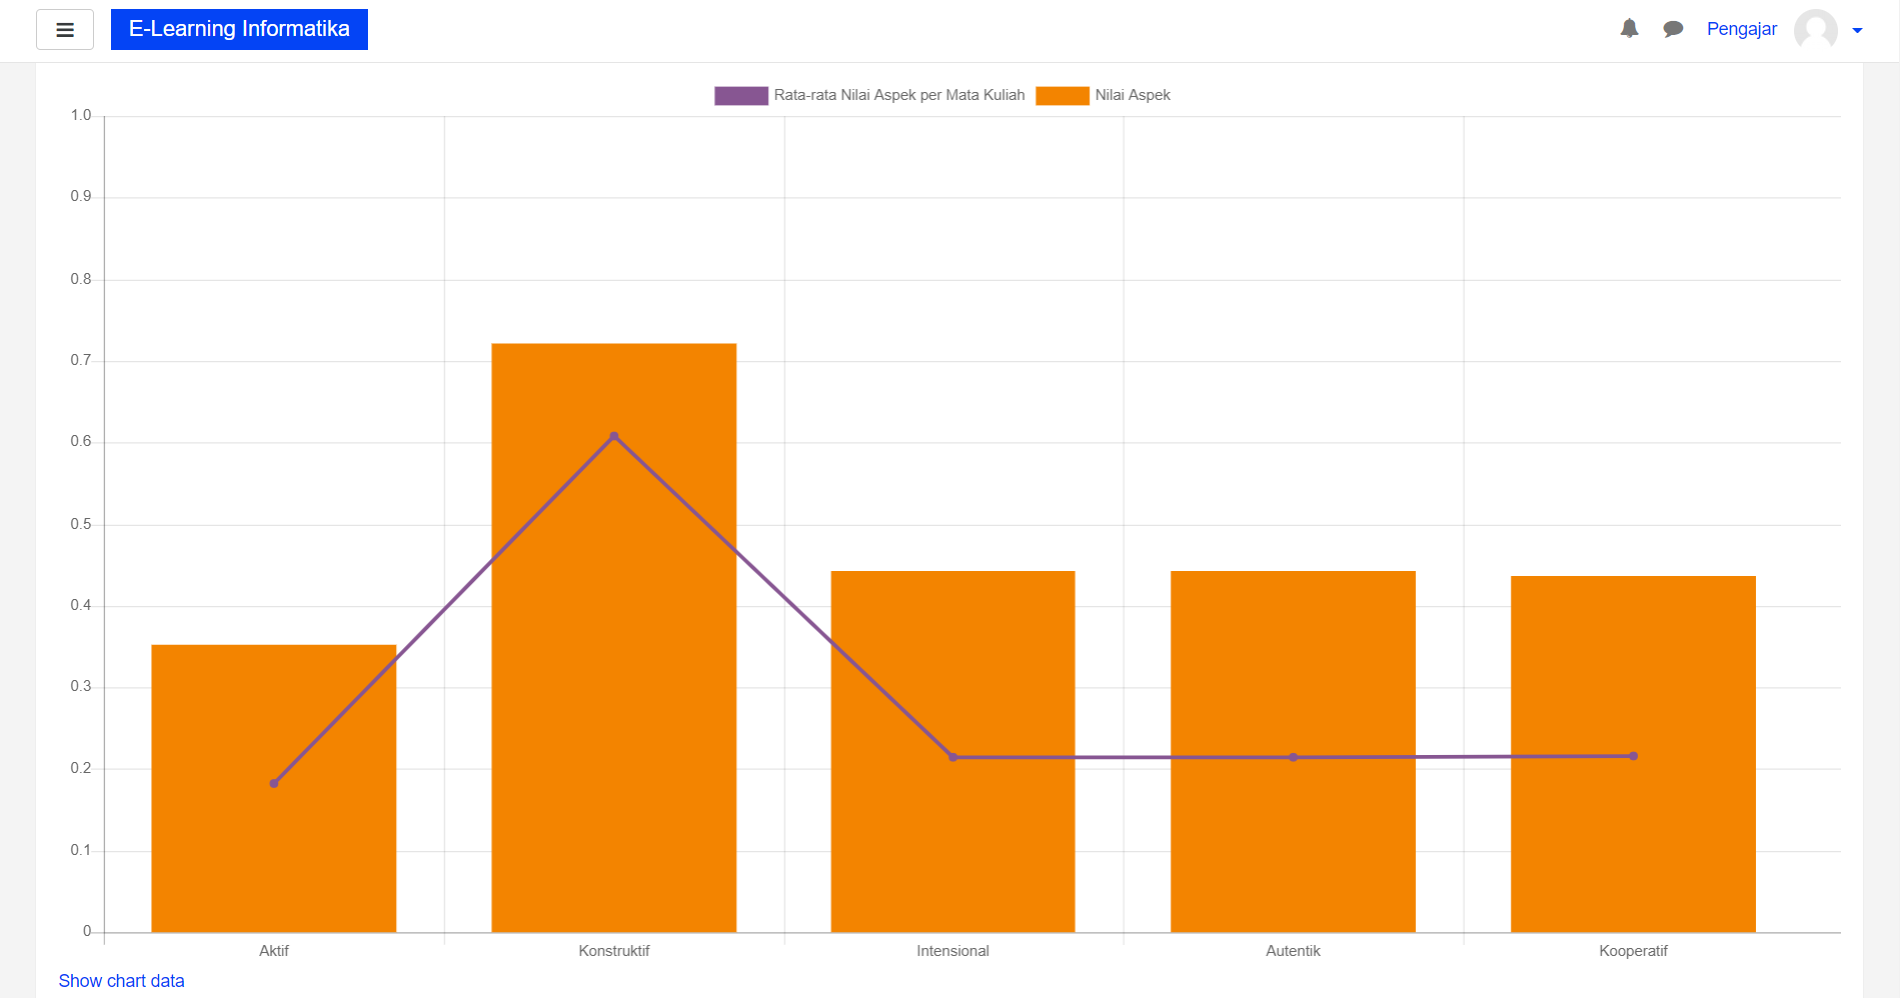 E-Learning Informatika
Pengajar
Rata-rata Nilai Aspek per Mata Kuliah
Nilai Aspek
1.0
0.9
0.8
0.7
0.6
0.5
0.4
0.3
0.2
0.1
0
Aktif
Konstruktif
Intensional
Autentik
Kooperatif
Show chart data